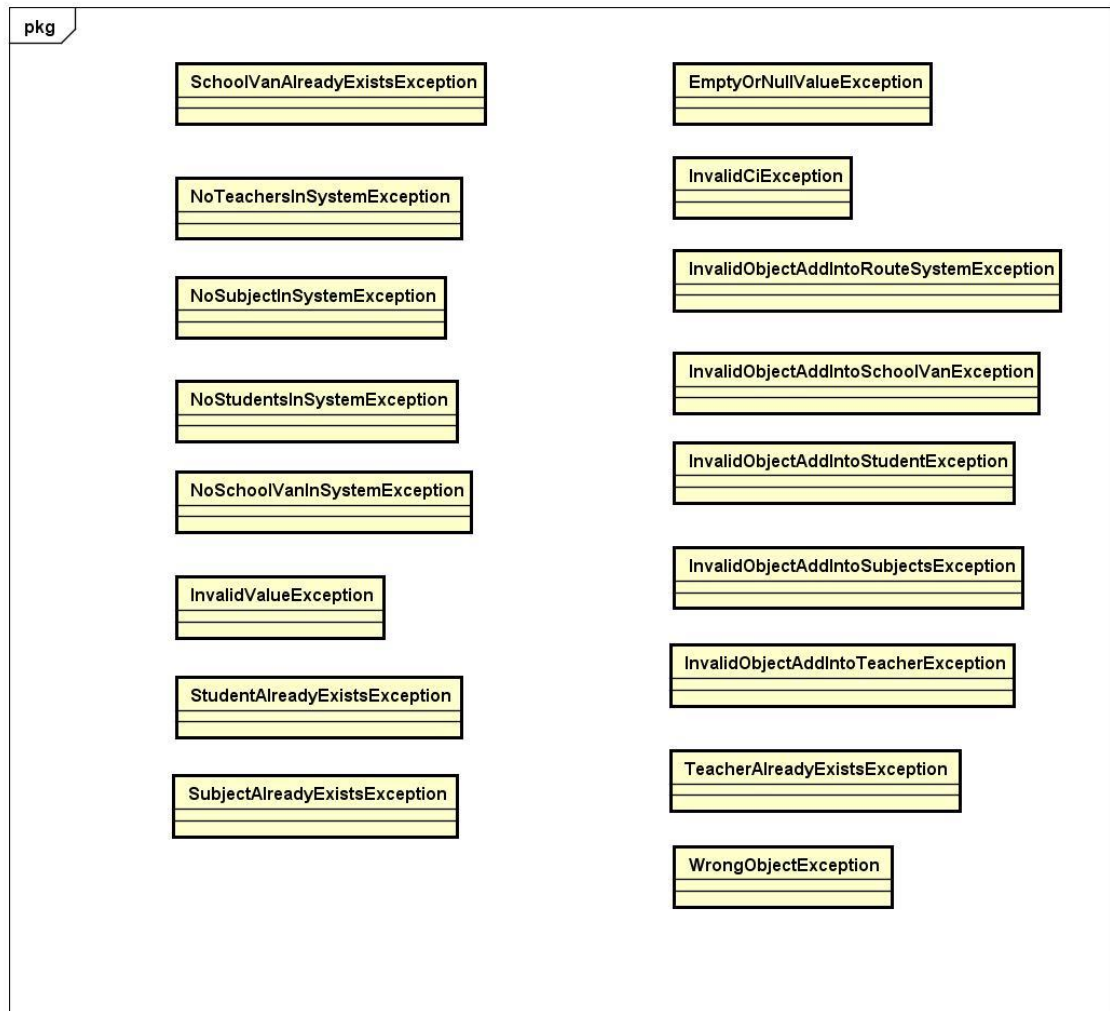 pkg
SchoolVanAlreadyExistsException
NoTeachersInSystemException
NoSubjectInSystemException
NoStudentsInSystemException
NoSchoolVanInSystemException
InvalidValueException
StudentAlreadyExistsException
SubjectAlreadyExistsException
EmptyOrNullValueException
InvalidCiException
InvalidObjectAddIntoRouteSystemException
InvalidObjectAddIntoSchoolVanException
InvalidObjectAddIntoStudentException
InvalidObjectAddIntoSubjectsException
InvalidObjectAddIntoTeacherException
TeacherAlreadyExistsException
WrongObjectException